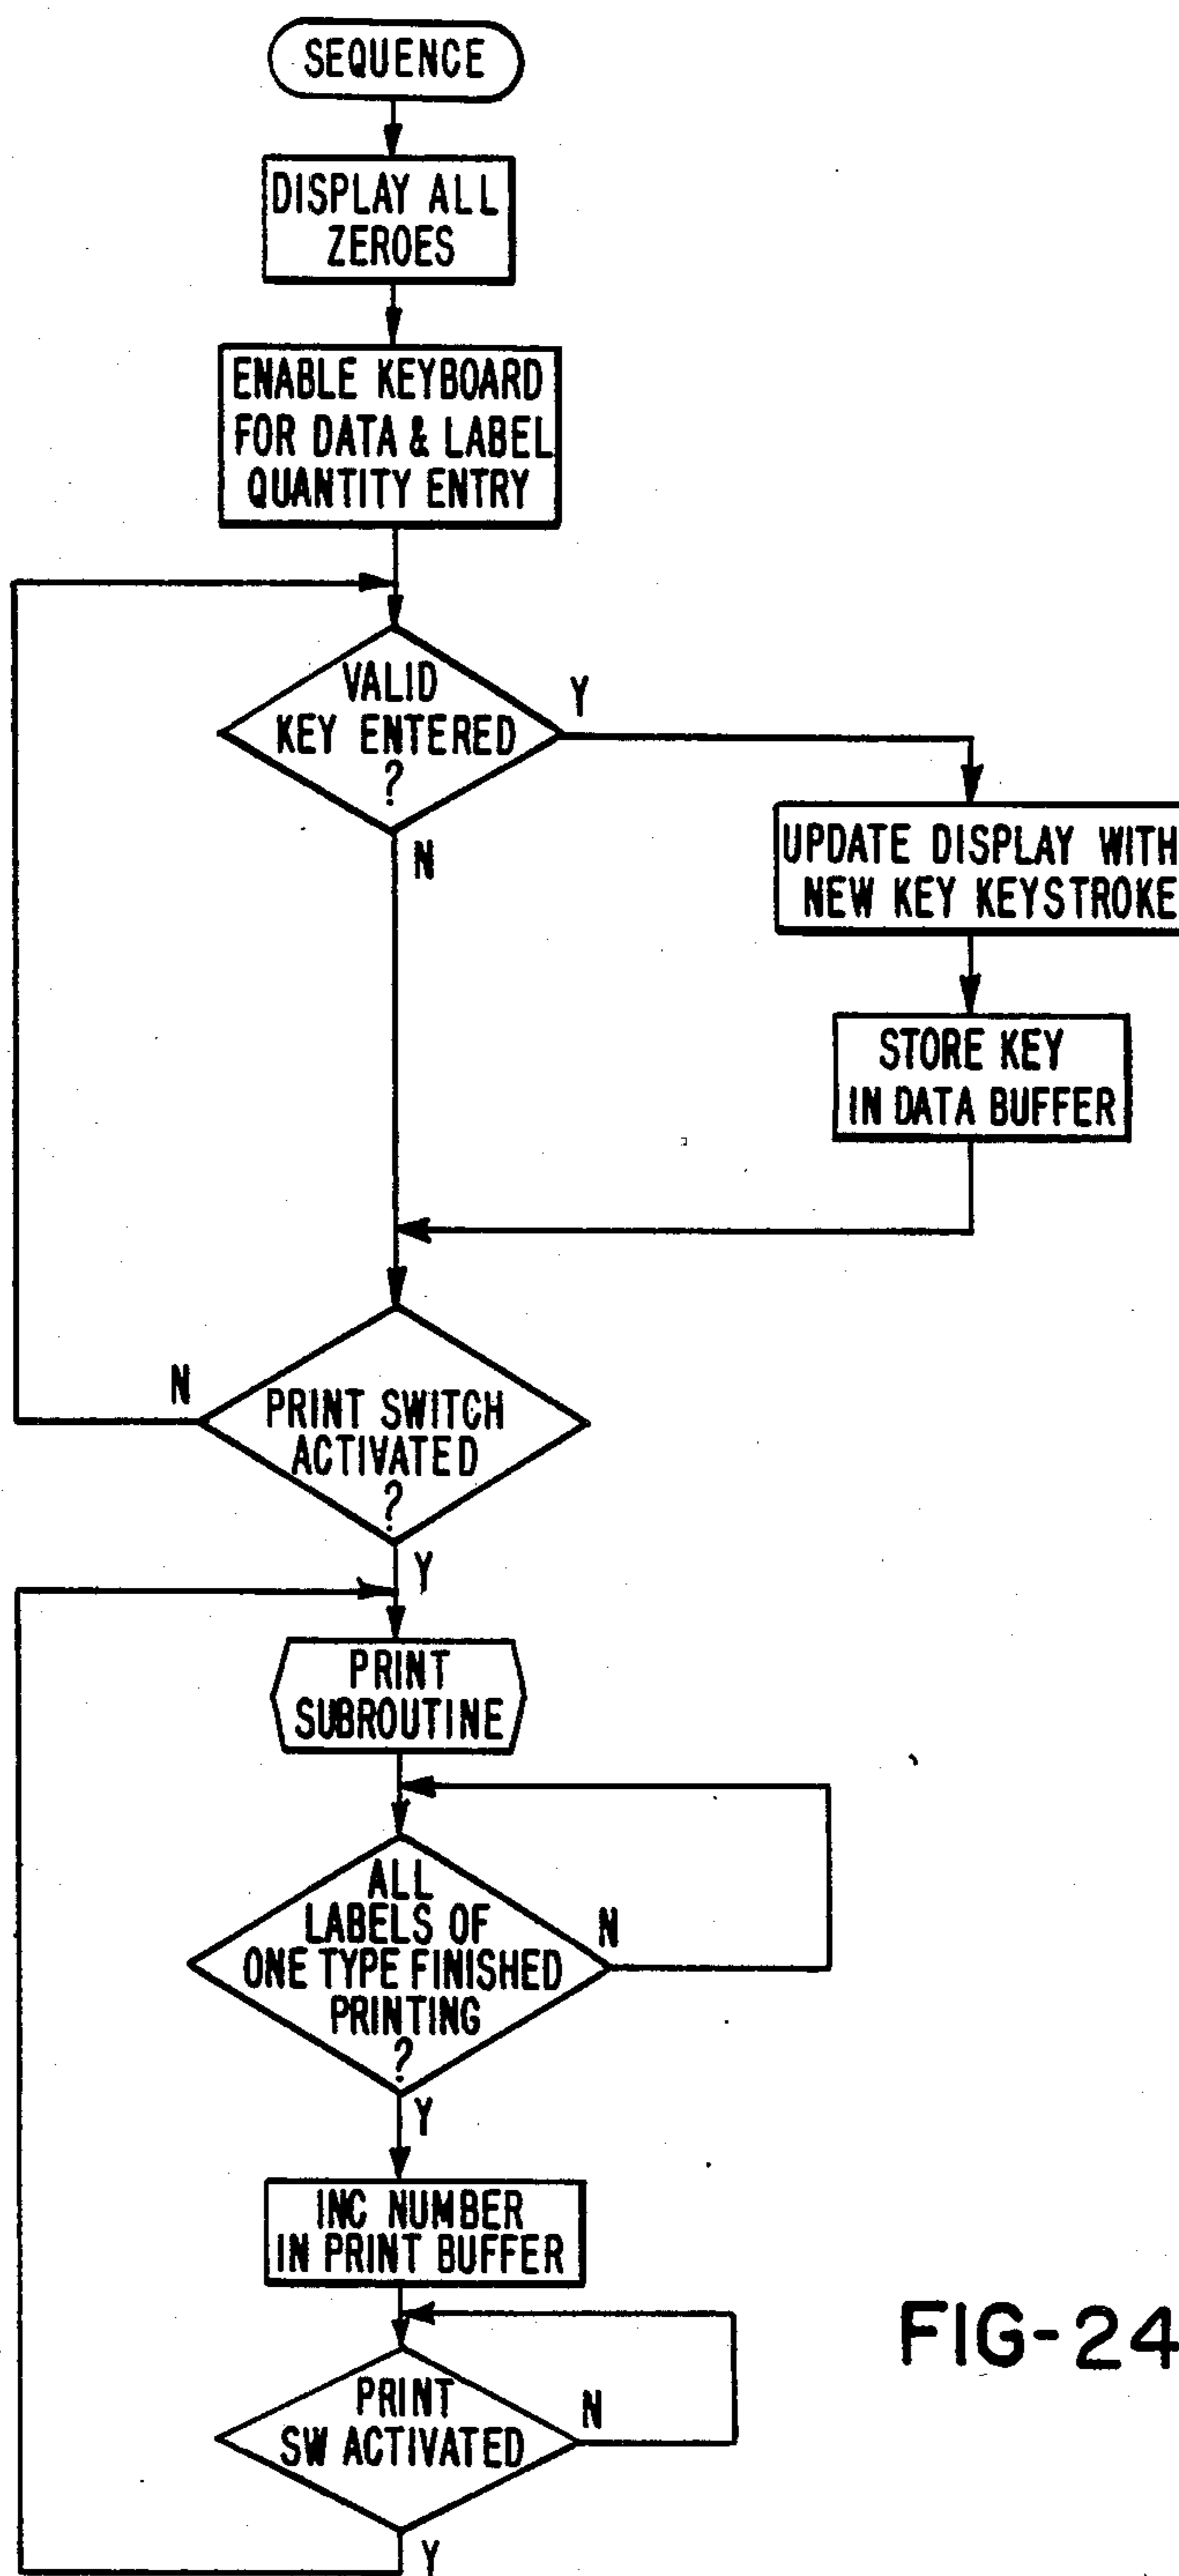 SEQUENCE
DISPLAY ALL
ZEROES
ENABLE KEYBOARD
FOR DATA & LABEL
QUANTITY ENTRY
VALID
KEY ENTERED
?
Y
N
UPDATE DISPLAY WITH
NEW KEY KEYSTROKE
STORE KEY
IN DATA BUFFER
N
PRINT SWITCH
ACTIVATED
?
Y
PRINT
SUBROUTINE
ALL
LABELS OF
ONE TYPE FINISHED
PRINTING
?
N
Y
INC NUMBER
IN PRINT BUFFER
PRINT
SW ACTIVATED
N
Y
FIG-24